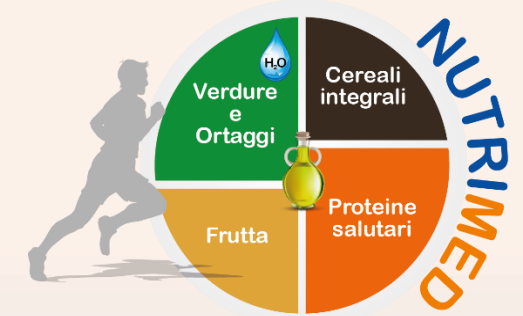 H₂O
Verdure
e
Ortaggi
Cereali
integrali
Frutta
Proteine
salutari
NUTRIMED